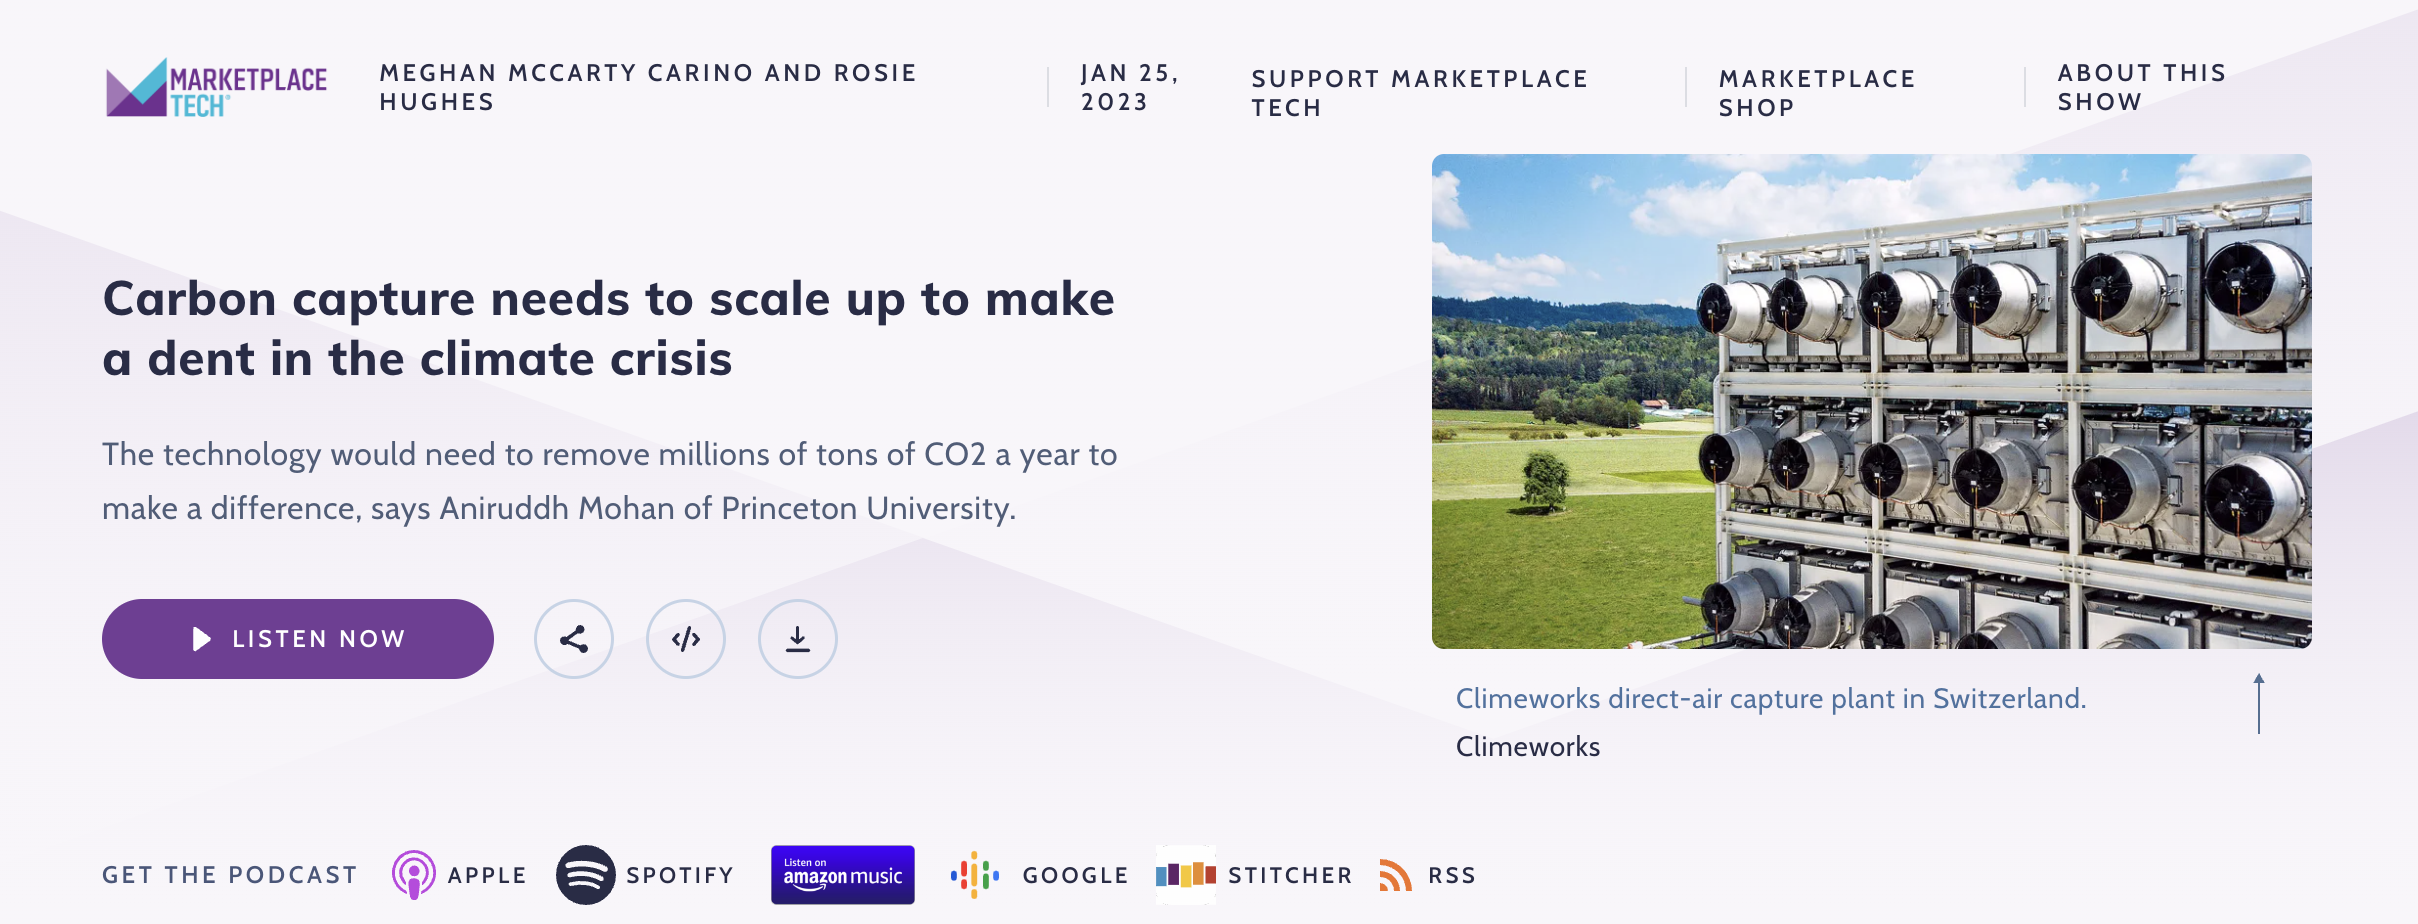 MARKETPLACE
TECH
MEGHAN MCCARTY CARINO AND ROSIE
HUGHES
JAN 25,
2023
SUPPORT MARKETPLACE
TECH
MARKETPLACE
SHOP
ABOUT THIS
SHOW
Carbon capture needs to scale up to make
a dent in the climate crisis
The technology would need to remove millions of tons of CO2 a year to
make a difference, says Aniruddh Mohan of Princeton University.
LISTEN NOW
Climeworks direct-air capture plant in Switzerland.
Climeworks
GET THE PODCAST
APPLE
SPOTIFY
Listen on
amazon music
GOOGLE
STITCHER
RSS